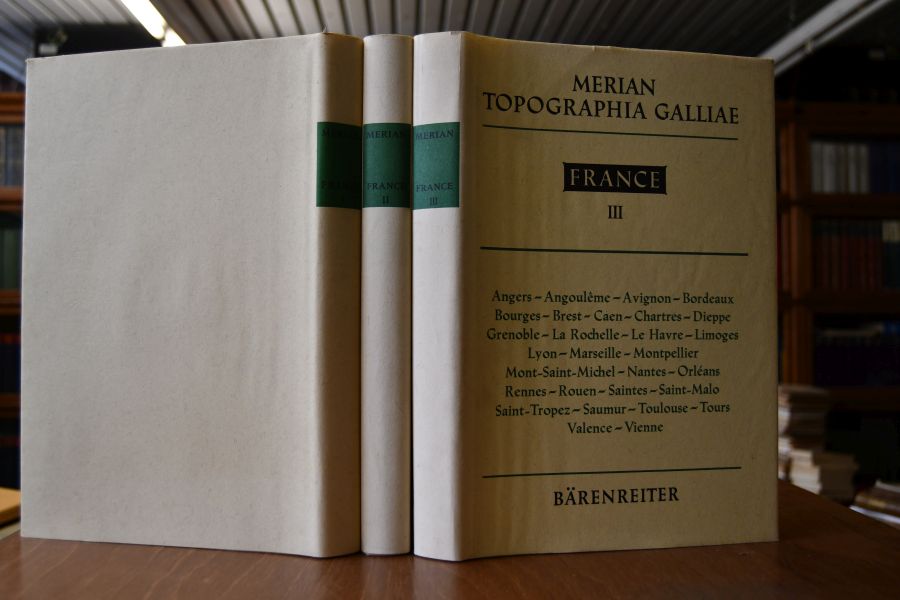 MERIAN
FRANCE
MERIAN
FRANCE
II
MERIAN
FRANCE
III
MERIAN
TOPOGRAPHIA GALLIAE
FRANCE
III
Angers ~ Angoulême ~ Avignon ~ Bordeaux
Bourges ~ Brest ~ Caen ~ Chartres ~ Dieppe
Grenoble ~ La Rochelle ~ Le Havre ~ Limoges
Lyon ~ Marseille ~ Montpellier
Mont-Saint-Michel ~ Nantes ~ Orléans
Rennes ~ Rouen ~ Saintes ~ Saint-Malo
Saint-Tropez ~ Saumur ~ Toulouse ~ Tours
Valence ~ Vienne
BÄRENREITER